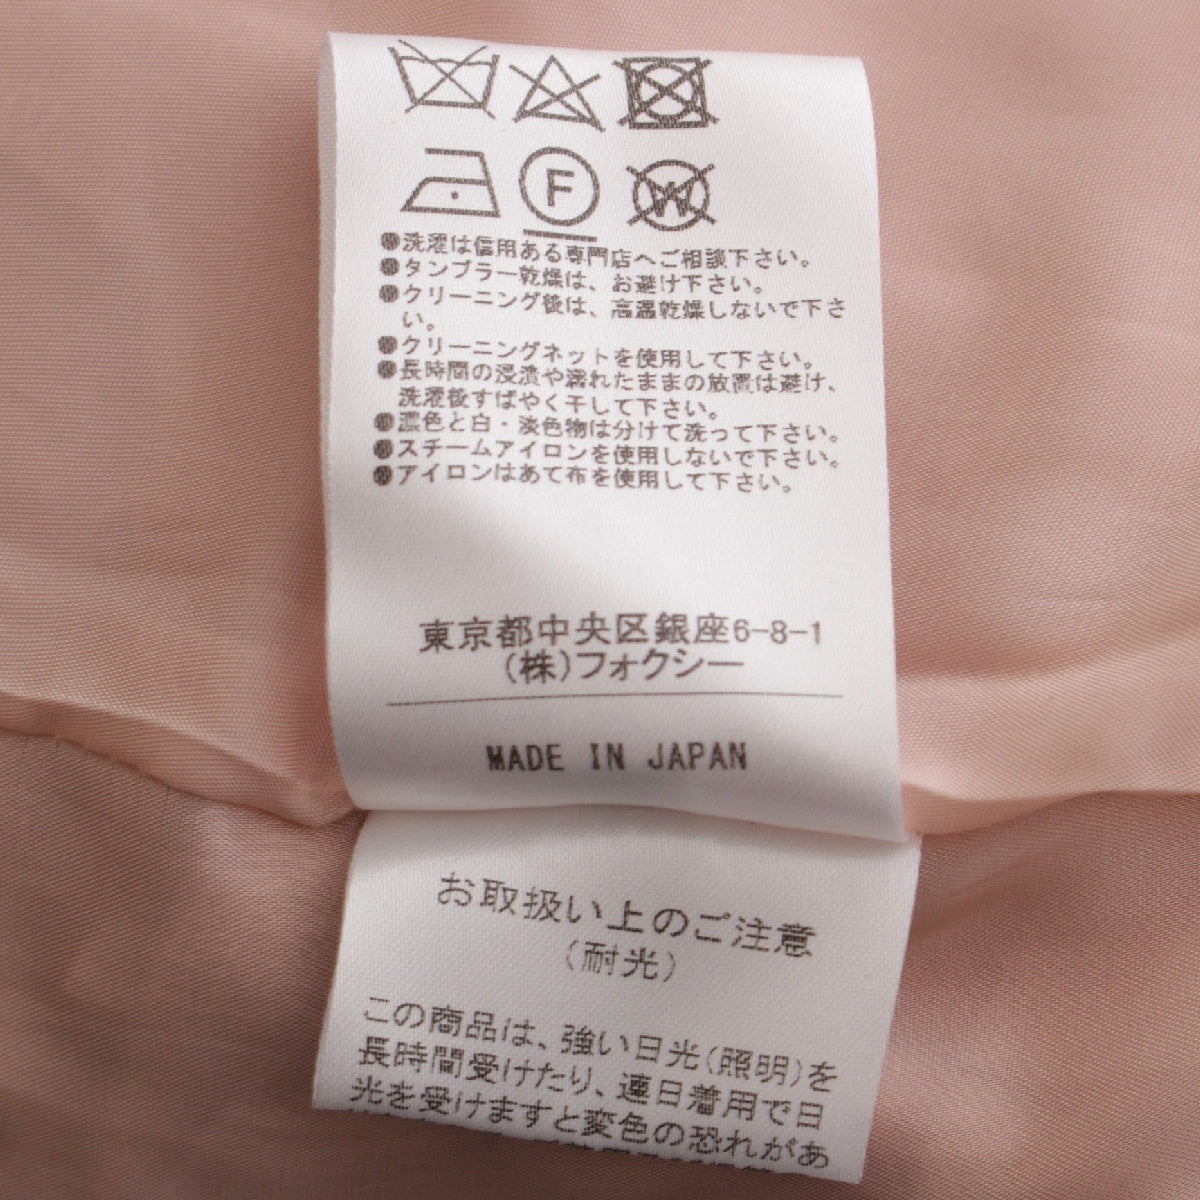 F
W
●洗濯は信用ある専門店へご相談下さい。
●タンブラー乾燥は、お避け下さい。
●クリーニング後は、高温乾燥しないで下さ
い。
●クリーニングネットを使用して下さい。
●長時間の浸漬や濡れたままの放置は避け、
洗濯後すばやく干して下さい。
●濃色と白・淡色物は分けて洗って下さい。
●スチームアイロンを使用しないで下さい。
●アイロンはあて布を使用して下さい。
東京都中央区銀座6-8-1
(株)フォクシー
MADE IN JAPAN
お取扱い上のご注意
(耐光)
この商品は、強い日光(照明)を
長時間受けたり、連日着用で日
光を受けますと変色の恐れがあ